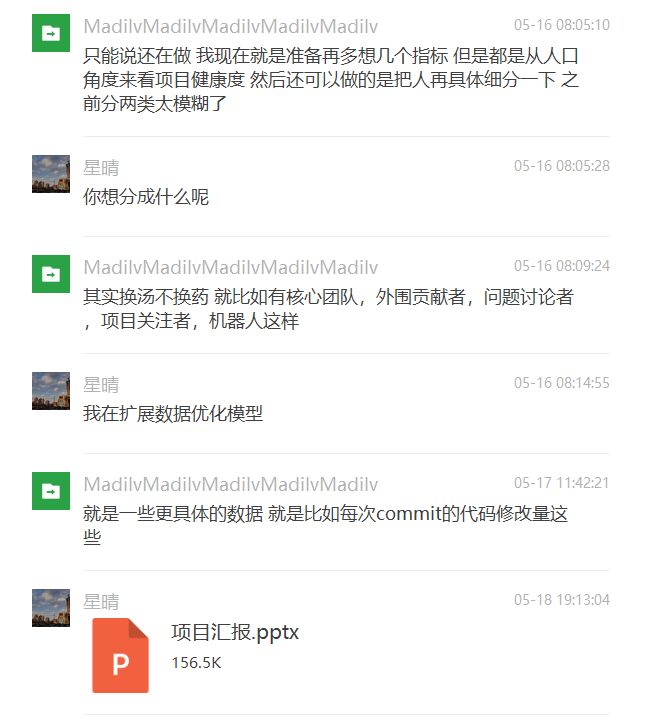 MadilvMadilvMadilvMadilvMadilv 05-16 08:05:10
只能说还在做 我现在就是准备再多想几个指标 但是都是从人口
角度来看项目健康度 然后还可以做的是把人再具体细分一下 之
前分两类太模糊了
星晴 05-16 08:05:28
你想分成什么呢
MadilvMadilvMadilvMadilvMadilv 05-16 08:09:24
其实换汤不换药 就比如有核心团队，外围贡献者，问题讨论者
，项目关注者，机器人这样
星晴 05-16 08:14:55
我在扩展数据优化模型
MadilvMadilvMadilvMadilvMadilv 05-17 11:42:21
就是一些更具体的数据 就是比如每次commit的代码修改量这
些
星晴 05-18 19:13:04
P 项目汇报.pptx
156.5K